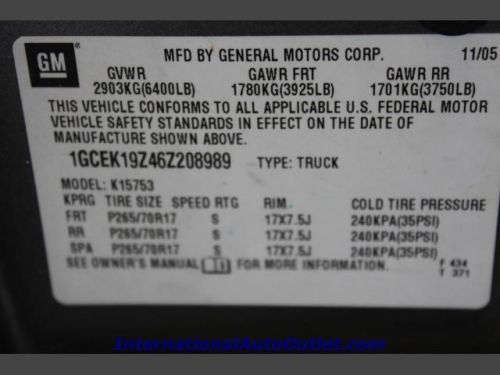 GM
MFD BY GENERAL MOTORS CORP. 11/05
GVWR GAWR FRT GAWR RR
2903KG(6400LB) 1780KG(3925LB) 1701KG(3750LB)
THIS VEHICLE CONFORMS TO ALL APPLICABLE U.S. FEDERAL MOTOR
VEHICLE SAFETY STANDARDS IN EFFECT ON THE DATE OF
MANUFACTURE SHOWN ABOVE.
1GCEK19Z46Z208989 TYPE: TRUCK
MODEL: K15753
KPRG TIRE SIZE SPEED RTG RIM COLD TIRE PRESSURE
FRT P265/70R17 S 17X7.5J 240KPA(35PSI)
RR P265/70R17 S 17X7.5J 240KPA(35PSI)
SPA P265/70R17 S 17X7.5J 240KPA(35PSI)
SEE OWNER'S MANUAL FOR MORE INFORMATION. F 434
T 371
InternationalAutoOutlet.com